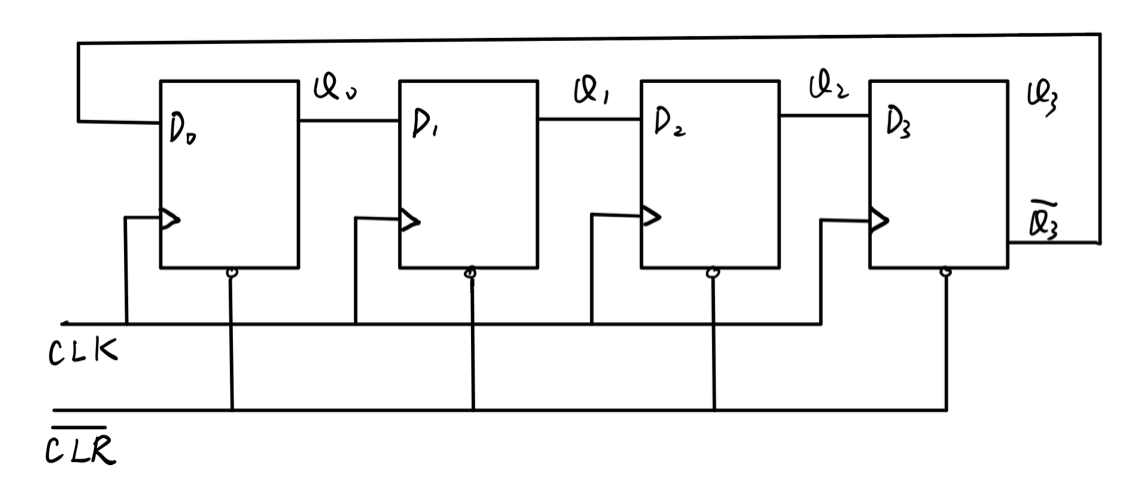 Q₀ Q₁ Q₂ Q₃
D₀ D₁ D₂ D₃
Q̅₃
CLK
C̅L̅R̅